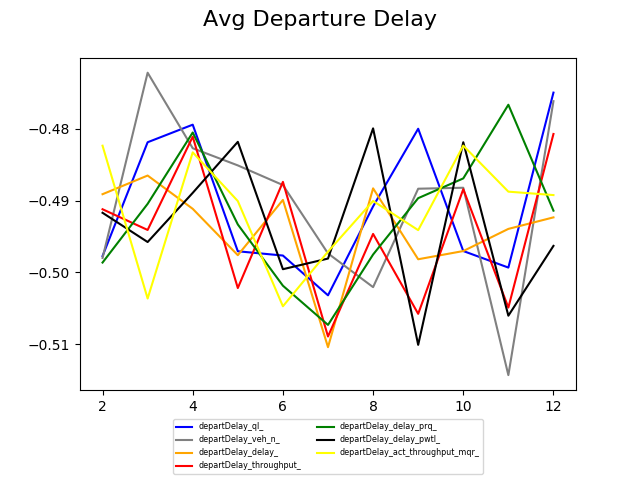 Avg Departure Delay
−0.48
−0.49
−0.50
−0.51
2 4 6 8 10 12
departDelay_ql_
departDelay_veh_n_
departDelay_delay_
departDelay_throughput_
departDelay_delay_prq_
departDelay_delay_pwtl_
departDelay_act_throughput_mqr_